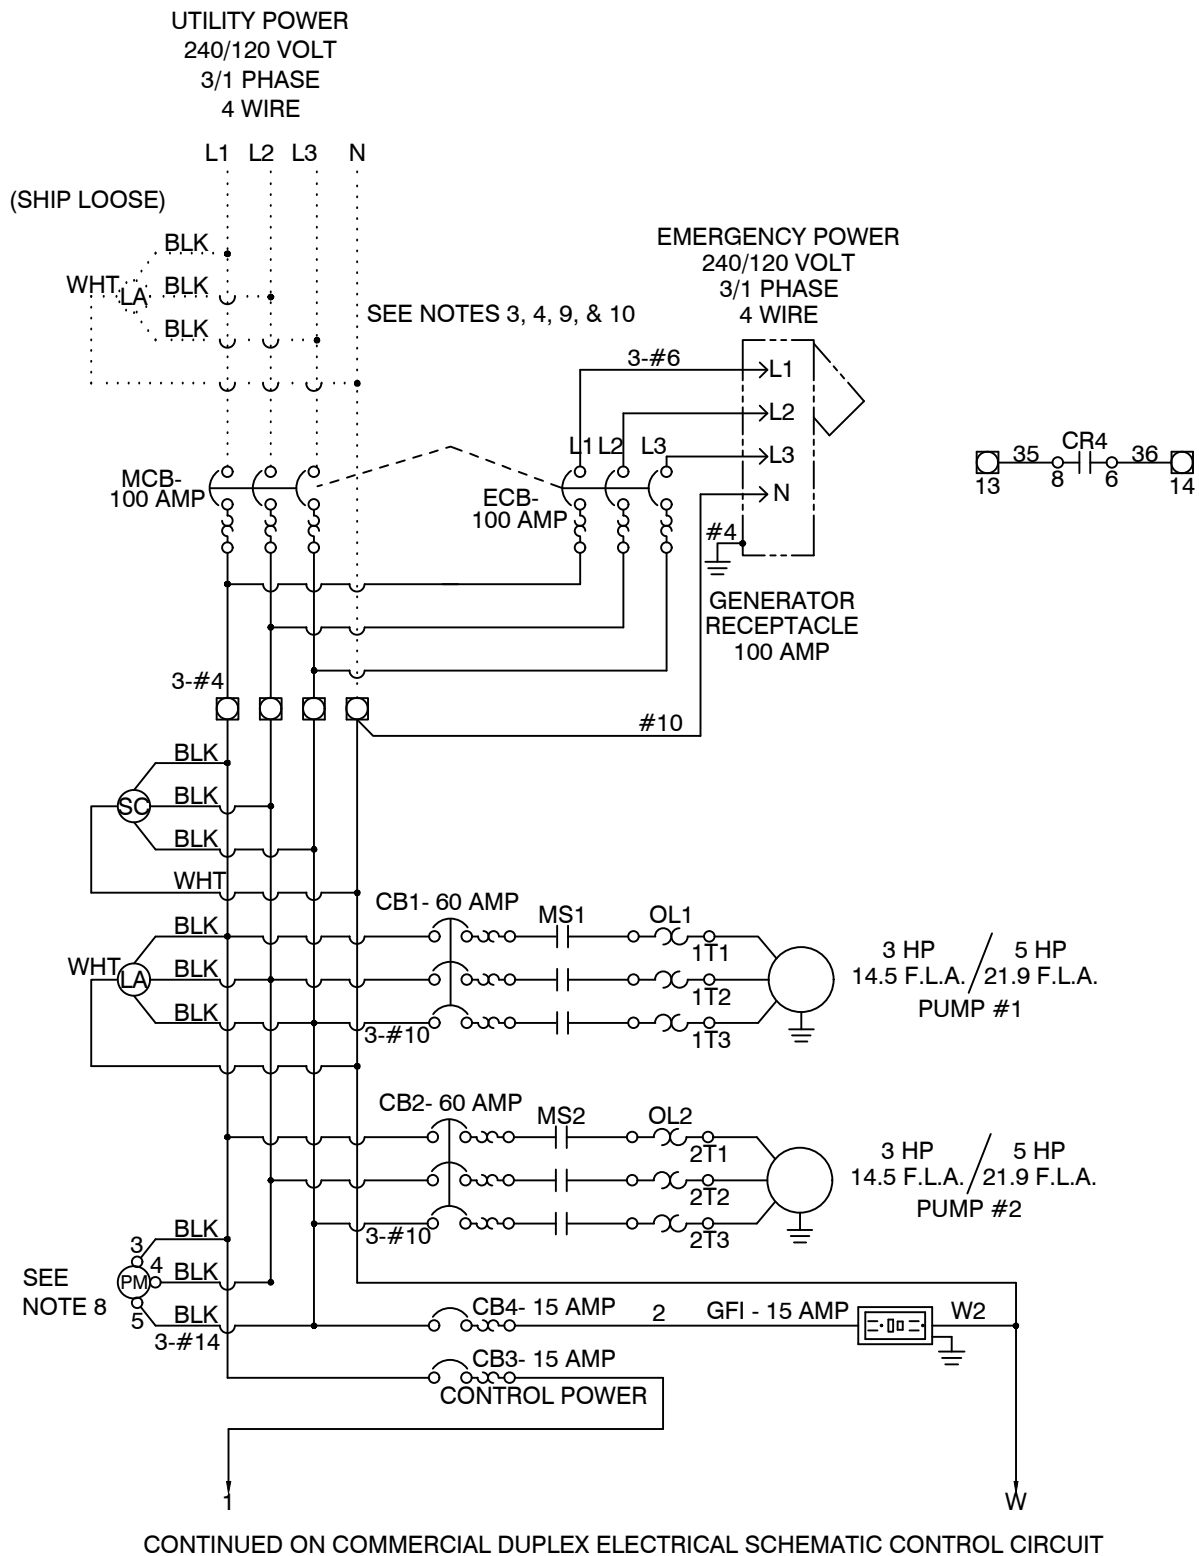 UTILITY POWER
240/120 VOLT
3/1 PHASE
4 WIRE
L1 L2 L3 N
(SHIP LOOSE)
BLK
WHT LA BLK
BLK
SEE NOTES 3, 4, 9, & 10
EMERGENCY POWER
240/120 VOLT
3/1 PHASE
4 WIRE
3-#6
L1
L2
L3
N
L1 L2 L3
MCB-
100 AMP
ECB-
100 AMP
#4
GENERATOR
RECEPTACLE
100 AMP
35 CR4 36
13 8 6 14
3-#4
#10
BLK
SC BLK
BLK
WHT
CB1- 60 AMP
MS1
OL1
BLK
WHT LA BLK
BLK
3-#10
1T1
1T2
1T3
3 HP / 5 HP
14.5 F.L.A. / 21.9 F.L.A.
PUMP #1
CB2- 60 AMP
MS2
OL2
3-#10
2T1
2T2
2T3
3 HP / 5 HP
14.5 F.L.A. / 21.9 F.L.A.
PUMP #2
SEE
NOTE 8
3 BLK
PM 4 BLK
5 BLK
3-#14
CB4- 15 AMP
2
GFI - 15 AMP
W2
CB3- 15 AMP
CONTROL POWER
1
W
CONTINUED ON COMMERCIAL DUPLEX ELECTRICAL SCHEMATIC CONTROL CIRCUIT